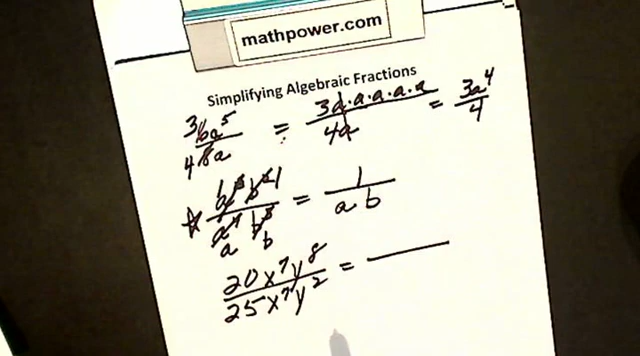 mathpower.com
Simplifying Algebraic Fractions
3 6a⁵ / 4 8a = 3a·a·a·a·a / 4a = 3a⁴ / 4
= 1 / a b
20x⁷y⁸ / 25x⁷y² =